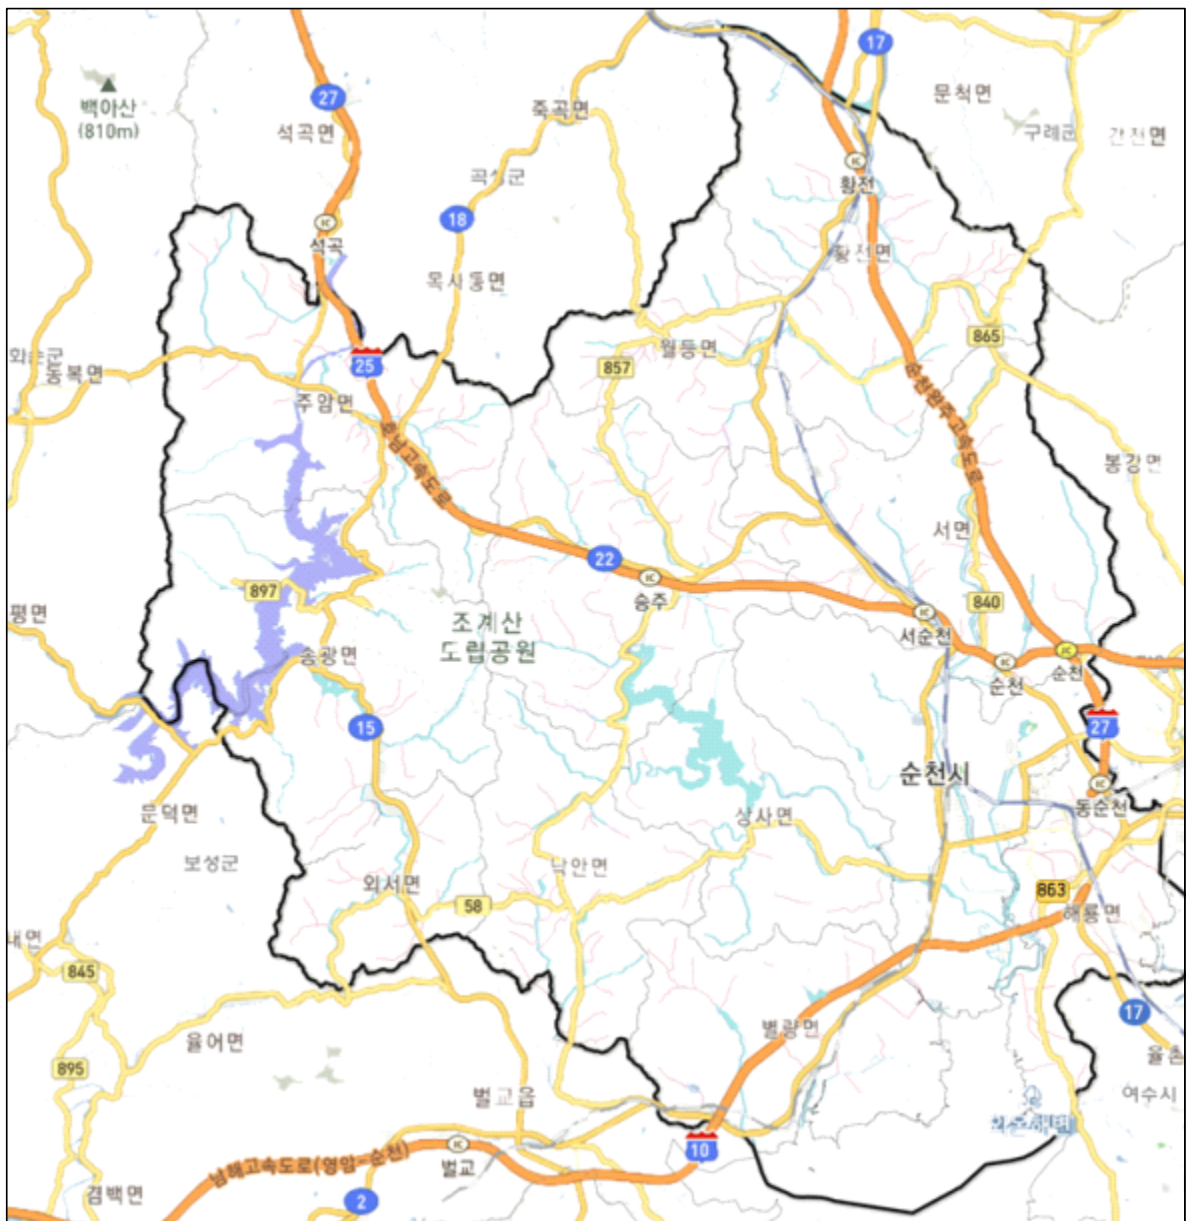 17
27
백아산
(810m)
석곡면
죽곡면
문척면
구례군
간전면
황전
곡성군
18
석곡
황전면
목사동면
865
월등면
화순군
동복면
25
857
순천완주고속도로
주암면
호남고속도로
봉강면
서면
22
897
승주
840
평면
조계산
도립공원
서순천
송광면
순천
순천
15
27
순천시
동순천
문덕면
상사면
보성군
낙안면
외서면
58
863
해룡면
845
17
별량면
율어면
895
벌교읍
여수시
와온해변
10
벌교
남해고속도로(영암-순천)
겸백면
2